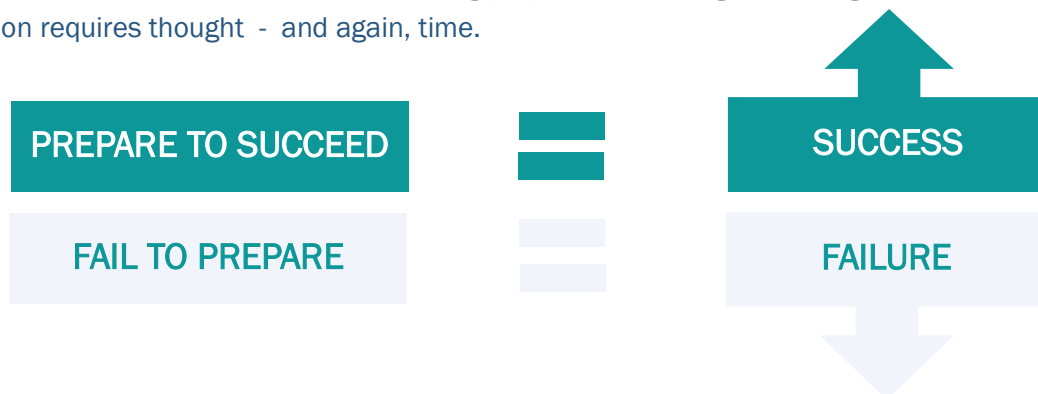 on requires thought - and again, time.
PREPARE TO SUCCEED
SUCCESS
FAIL TO PREPARE
FAILURE